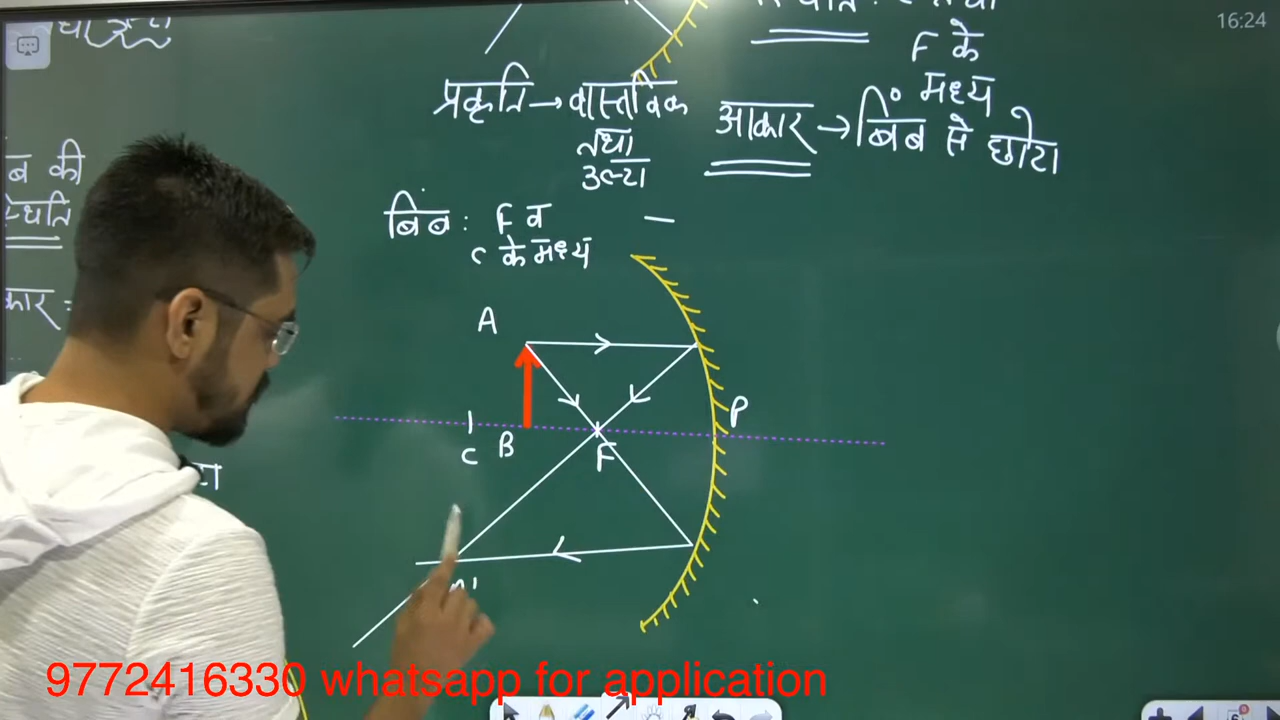 16:24
F के
मध्य
प्रकृति → वास्तविक
तथा
उल्टा
आकार → बिंब से छोटा
ब की
बिंब : F व
C के मध्य
A
B
C
F
P
9772416330 whatsapp for application